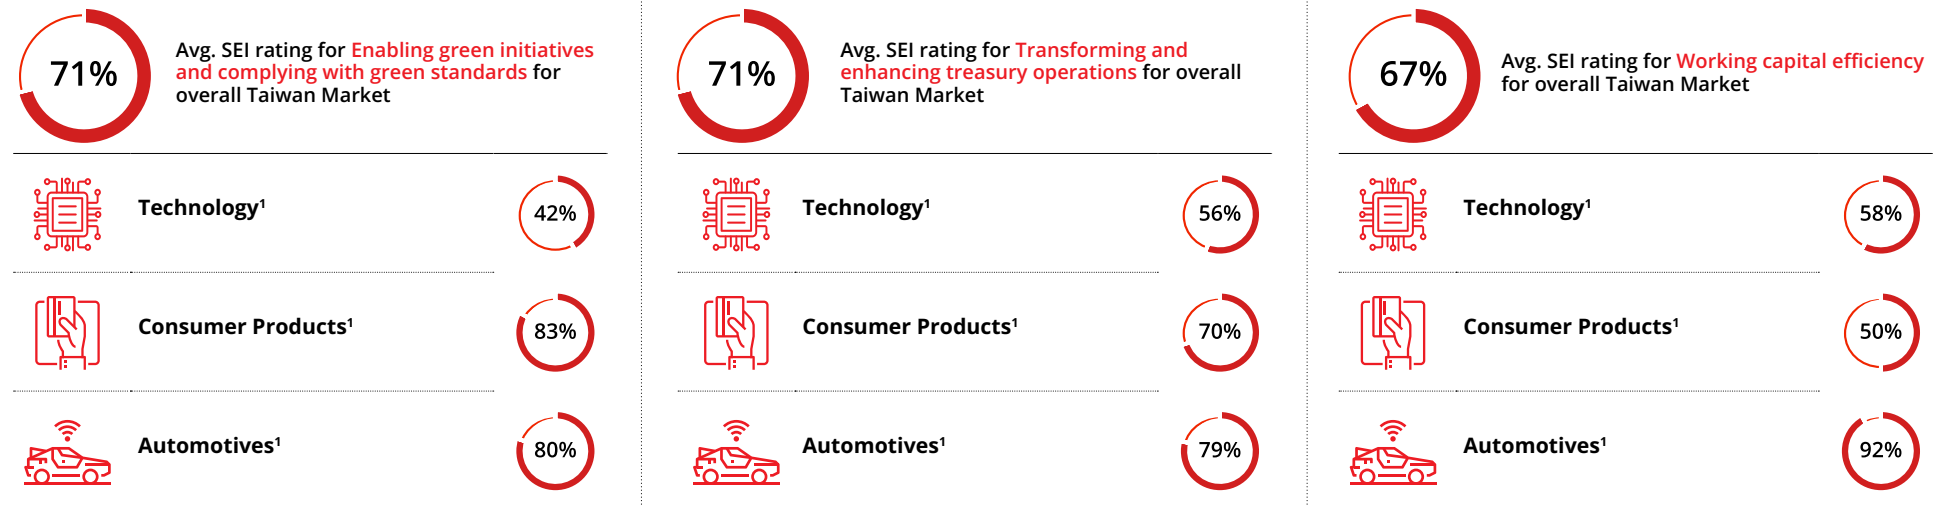 71%
Avg. SEI rating for Enabling green initiatives
and complying with green standards for
overall Taiwan Market
Technology¹
42%
Consumer Products¹
83%
Automotives¹
80%
71%
Avg. SEI rating for Transforming and
enhancing treasury operations for overall
Taiwan Market
Technology¹
56%
Consumer Products¹
70%
Automotives¹
79%
67%
Avg. SEI rating for Working capital efficiency
for overall Taiwan Market
Technology¹
58%
Consumer Products¹
50%
Automotives¹
92%